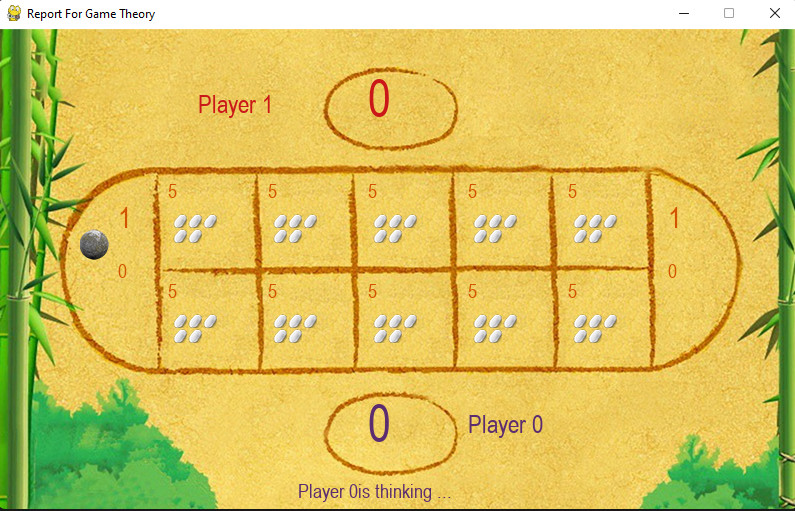 Report For Game Theory
Player 1
0
5 5 5 5 5
1 1
0 0
5 5 5 5 5
0
Player 0
Player 0is thinking ...